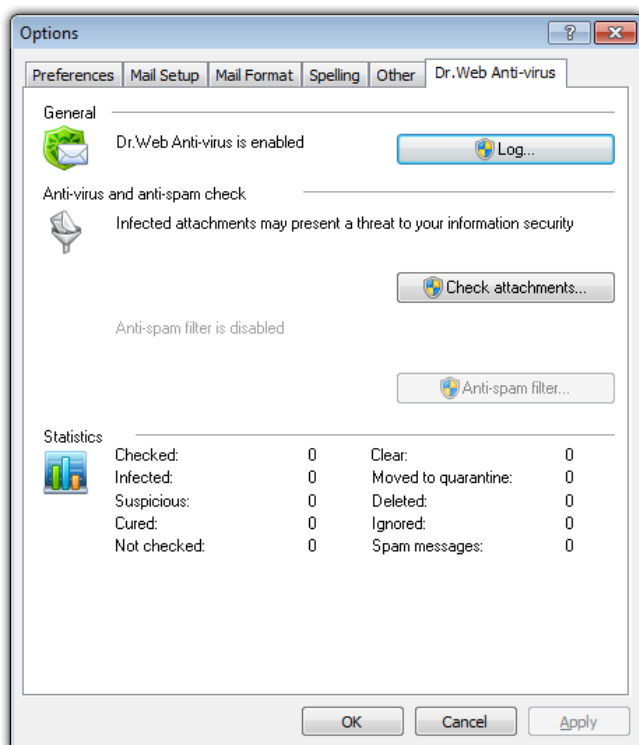 Options
Preferences Mail Setup Mail Format Spelling Other Dr.Web Anti-virus
General
Dr.Web Anti-virus is enabled Log...
Anti-virus and anti-spam check
Infected attachments may present a threat to your information security
Check attachments...
Anti-spam filter is disabled
Anti-spam filter...
Statistics
Checked: 0 Clear: 0
Infected: 0 Moved to quarantine: 0
Suspicious: 0 Deleted: 0
Cured: 0 Ignored: 0
Not checked: 0 Spam messages: 0
OK Cancel Apply